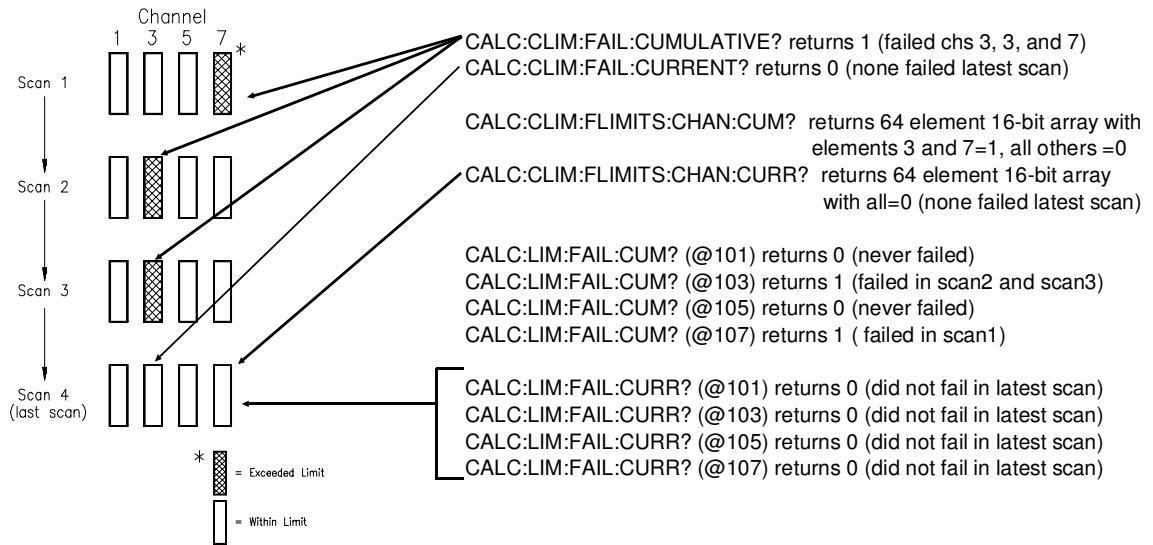 Channel
1 3 5 7 *
Scan 1
Scan 2
Scan 3
Scan 4
(last scan)
* = Exceeded Limit
= Within Limit
CALC:CLIM:FAIL:CUMULATIVE? returns 1 (failed chs 3, 3, and 7)
CALC:CLIM:FAIL:CURRENT? returns 0 (none failed latest scan)
CALC:CLIM:FLIMITS:CHAN:CUM? returns 64 element 16-bit array with
elements 3 and 7=1, all others =0
CALC:CLIM:FLIMITS:CHAN:CURR? returns 64 element 16-bit array
with all=0 (none failed latest scan)
CALC:LIM:FAIL:CUM? (@101) returns 0 (never failed)
CALC:LIM:FAIL:CUM? (@103) returns 1 (failed in scan2 and scan3)
CALC:LIM:FAIL:CUM? (@105) returns 0 (never failed)
CALC:LIM:FAIL:CUM? (@107) returns 1 ( failed in scan1)
CALC:LIM:FAIL:CURR? (@101) returns 0 (did not fail in latest scan)
CALC:LIM:FAIL:CURR? (@103) returns 0 (did not fail in latest scan)
CALC:LIM:FAIL:CURR? (@105) returns 0 (did not fail in latest scan)
CALC:LIM:FAIL:CURR? (@107) returns 0 (did not fail in latest scan)